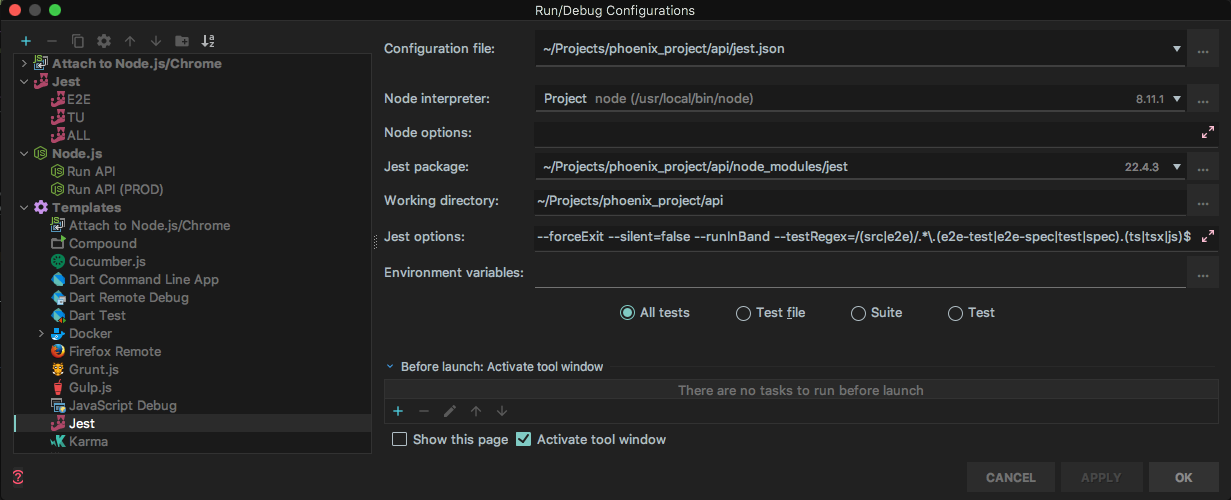 Run/Debug Configurations
Attach to Node.js/Chrome
Jest
E2E
TU
ALL
Node.js
Run API
Run API (PROD)
Templates
Attach to Node.js/Chrome
Compound
Cucumber.js
Dart Command Line App
Dart Remote Debug
Dart Test
Docker
Firefox Remote
Grunt.js
Gulp.js
JavaScript Debug
Jest
Karma
Configuration file: ~/Projects/phoenix_project/api/jest.json ...
Node interpreter: Project node (/usr/local/bin/node) 8.11.1 ...
Node options:
Jest package: ~/Projects/phoenix_project/api/node_modules/jest 22.4.3 ...
Working directory: ~/Projects/phoenix_project/api ...
Jest options: --forceExit --silent=false --runInBand --testRegex=/(src|e2e)/.*\.(e2e-test|e2e-spec|test|spec).(ts|tsx|js)$
Environment variables: ...
All tests Test file Suite Test
Before launch: Activate tool window
There are no tasks to run before launch
Show this page Activate tool window
? CANCEL APPLY OK